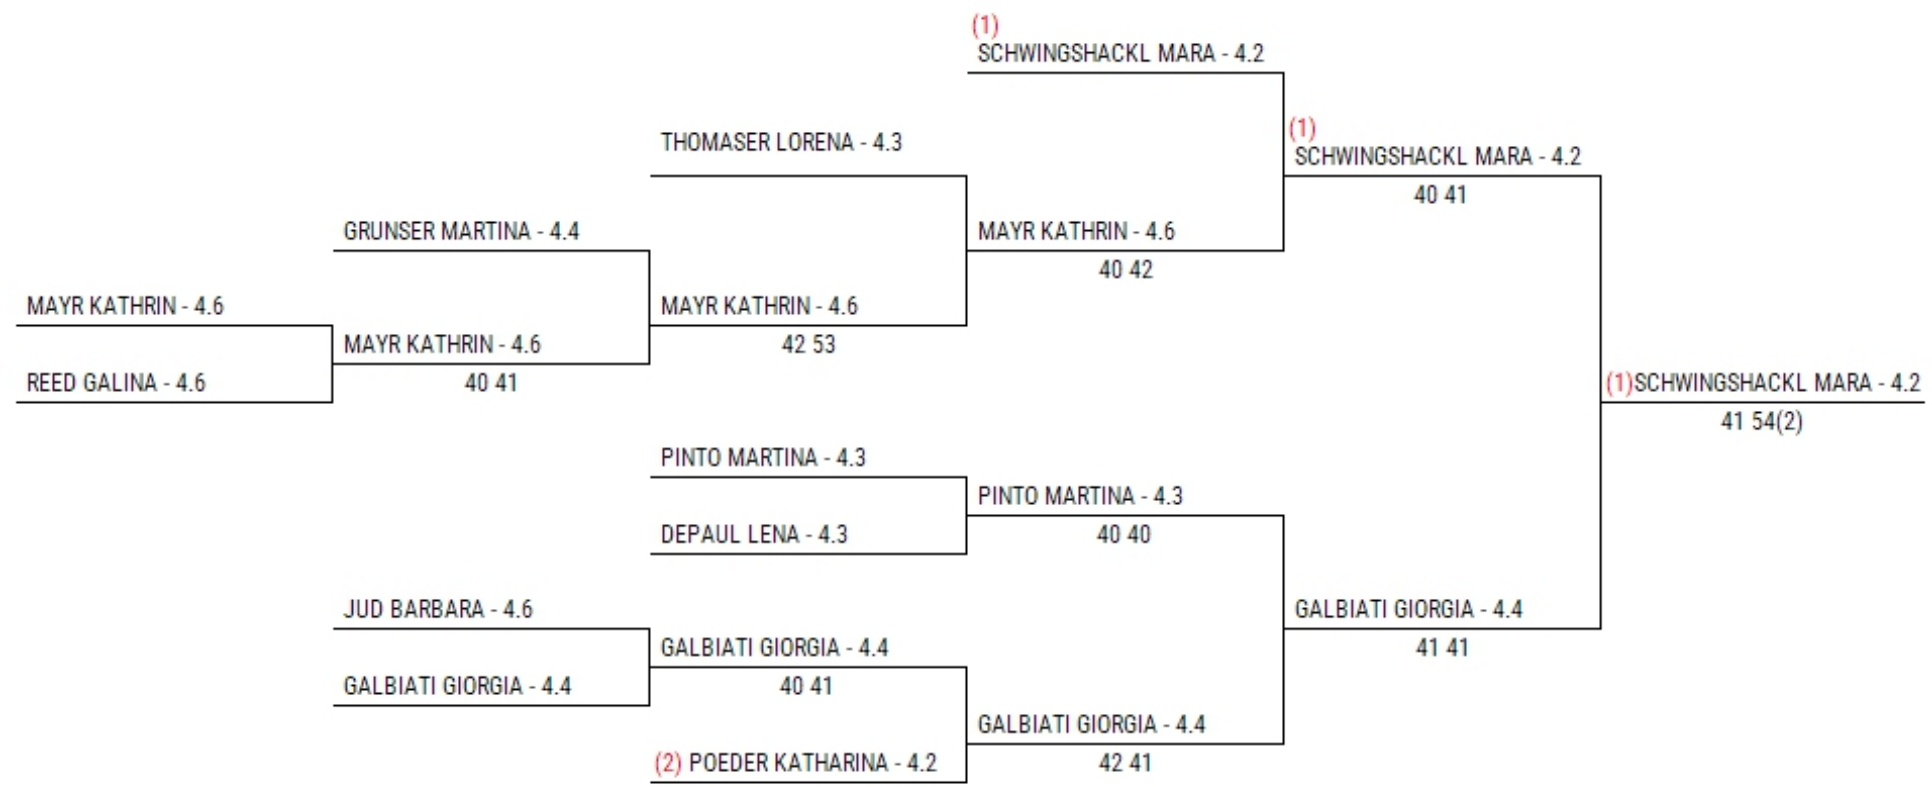 (1)
SCHWINGSHACKL MARA - 4.2
THOMASER LORENA - 4.3
(1)
SCHWINGSHACKL MARA - 4.2
40 41
GRUNSER MARTINA - 4.4
MAYR KATHRIN - 4.6
40 42
MAYR KATHRIN - 4.6
MAYR KATHRIN - 4.6
42 53
MAYR KATHRIN - 4.6
40 41
REED GALINA - 4.6
(1)SCHWINGSHACKL MARA - 4.2
41 54(2)
PINTO MARTINA - 4.3
PINTO MARTINA - 4.3
40 40
DEPAUL LENA - 4.3
JUD BARBARA - 4.6
GALBIATI GIORGIA - 4.4
41 41
GALBIATI GIORGIA - 4.4
40 41
GALBIATI GIORGIA - 4.4
GALBIATI GIORGIA - 4.4
42 41
(2) POEDER KATHARINA - 4.2